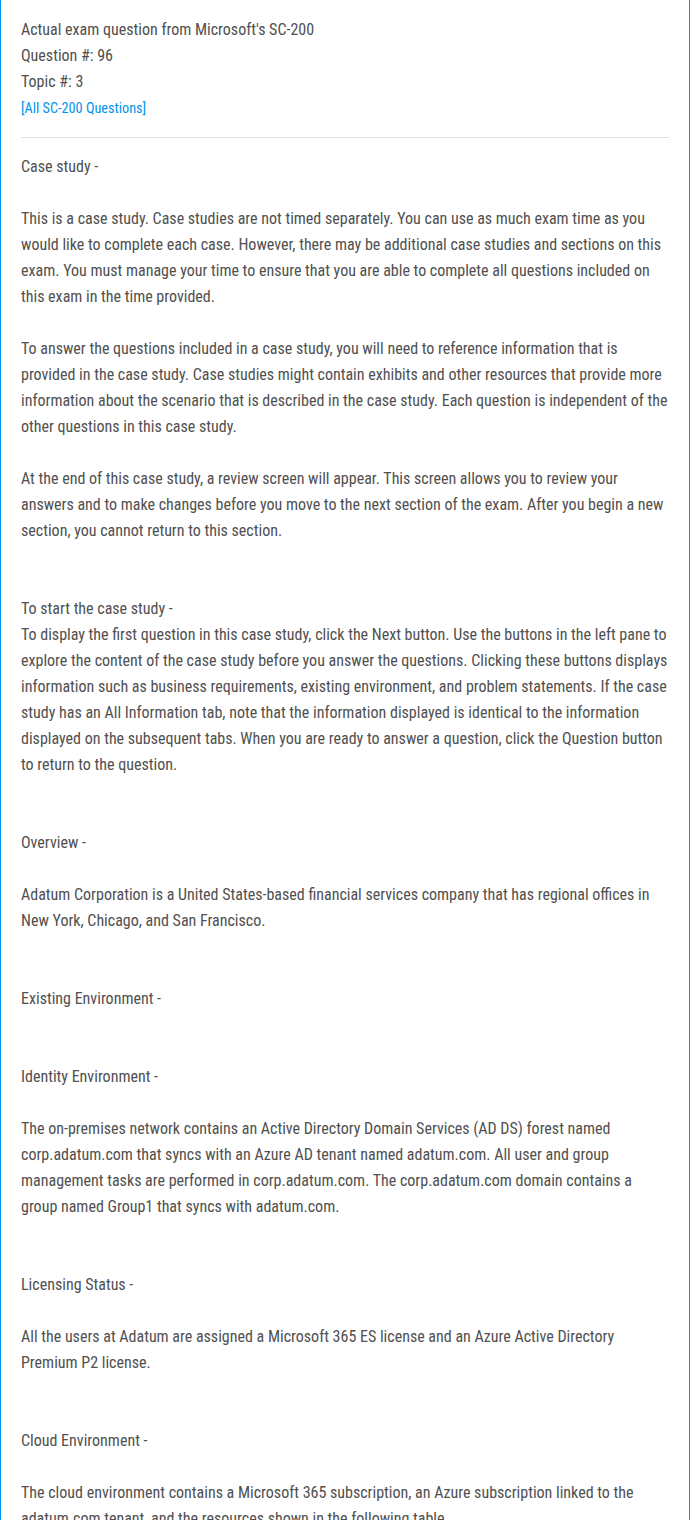 Actual exam question from Microsoft's SC-200
Question #: 96
Topic #: 3
[All SC-200 Questions]
Case study -
This is a case study. Case studies are not timed separately. You can use as much exam time as you
would like to complete each case. However, there may be additional case studies and sections on this
exam. You must manage your time to ensure that you are able to complete all questions included on
this exam in the time provided.
To answer the questions included in a case study, you will need to reference information that is
provided in the case study. Case studies might contain exhibits and other resources that provide more
information about the scenario that is described in the case study. Each question is independent of the
other questions in this case study.
At the end of this case study, a review screen will appear. This screen allows you to review your
answers and to make changes before you move to the next section of the exam. After you begin a new
section, you cannot return to this section.
To start the case study -
To display the first question in this case study, click the Next button. Use the buttons in the left pane to
explore the content of the case study before you answer the questions. Clicking these buttons displays
information such as business requirements, existing environment, and problem statements. If the case
study has an All Information tab, note that the information displayed is identical to the information
displayed on the subsequent tabs. When you are ready to answer a question, click the Question button
to return to the question.
Overview -
Adatum Corporation is a United States-based financial services company that has regional offices in
New York, Chicago, and San Francisco.
Existing Environment -
Identity Environment -
The on-premises network contains an Active Directory Domain Services (AD DS) forest named
corp.adatum.com that syncs with an Azure AD tenant named adatum.com. All user and group
management tasks are performed in corp.adatum.com. The corp.adatum.com domain contains a
group named Group1 that syncs with adatum.com.
Licensing Status -
All the users at Adatum are assigned a Microsoft 365 ES license and an Azure Active Directory
Premium P2 license.
Cloud Environment -
The cloud environment contains a Microsoft 365 subscription, an Azure subscription linked to the
adatum.com tenant, and the resources shown in the following table.